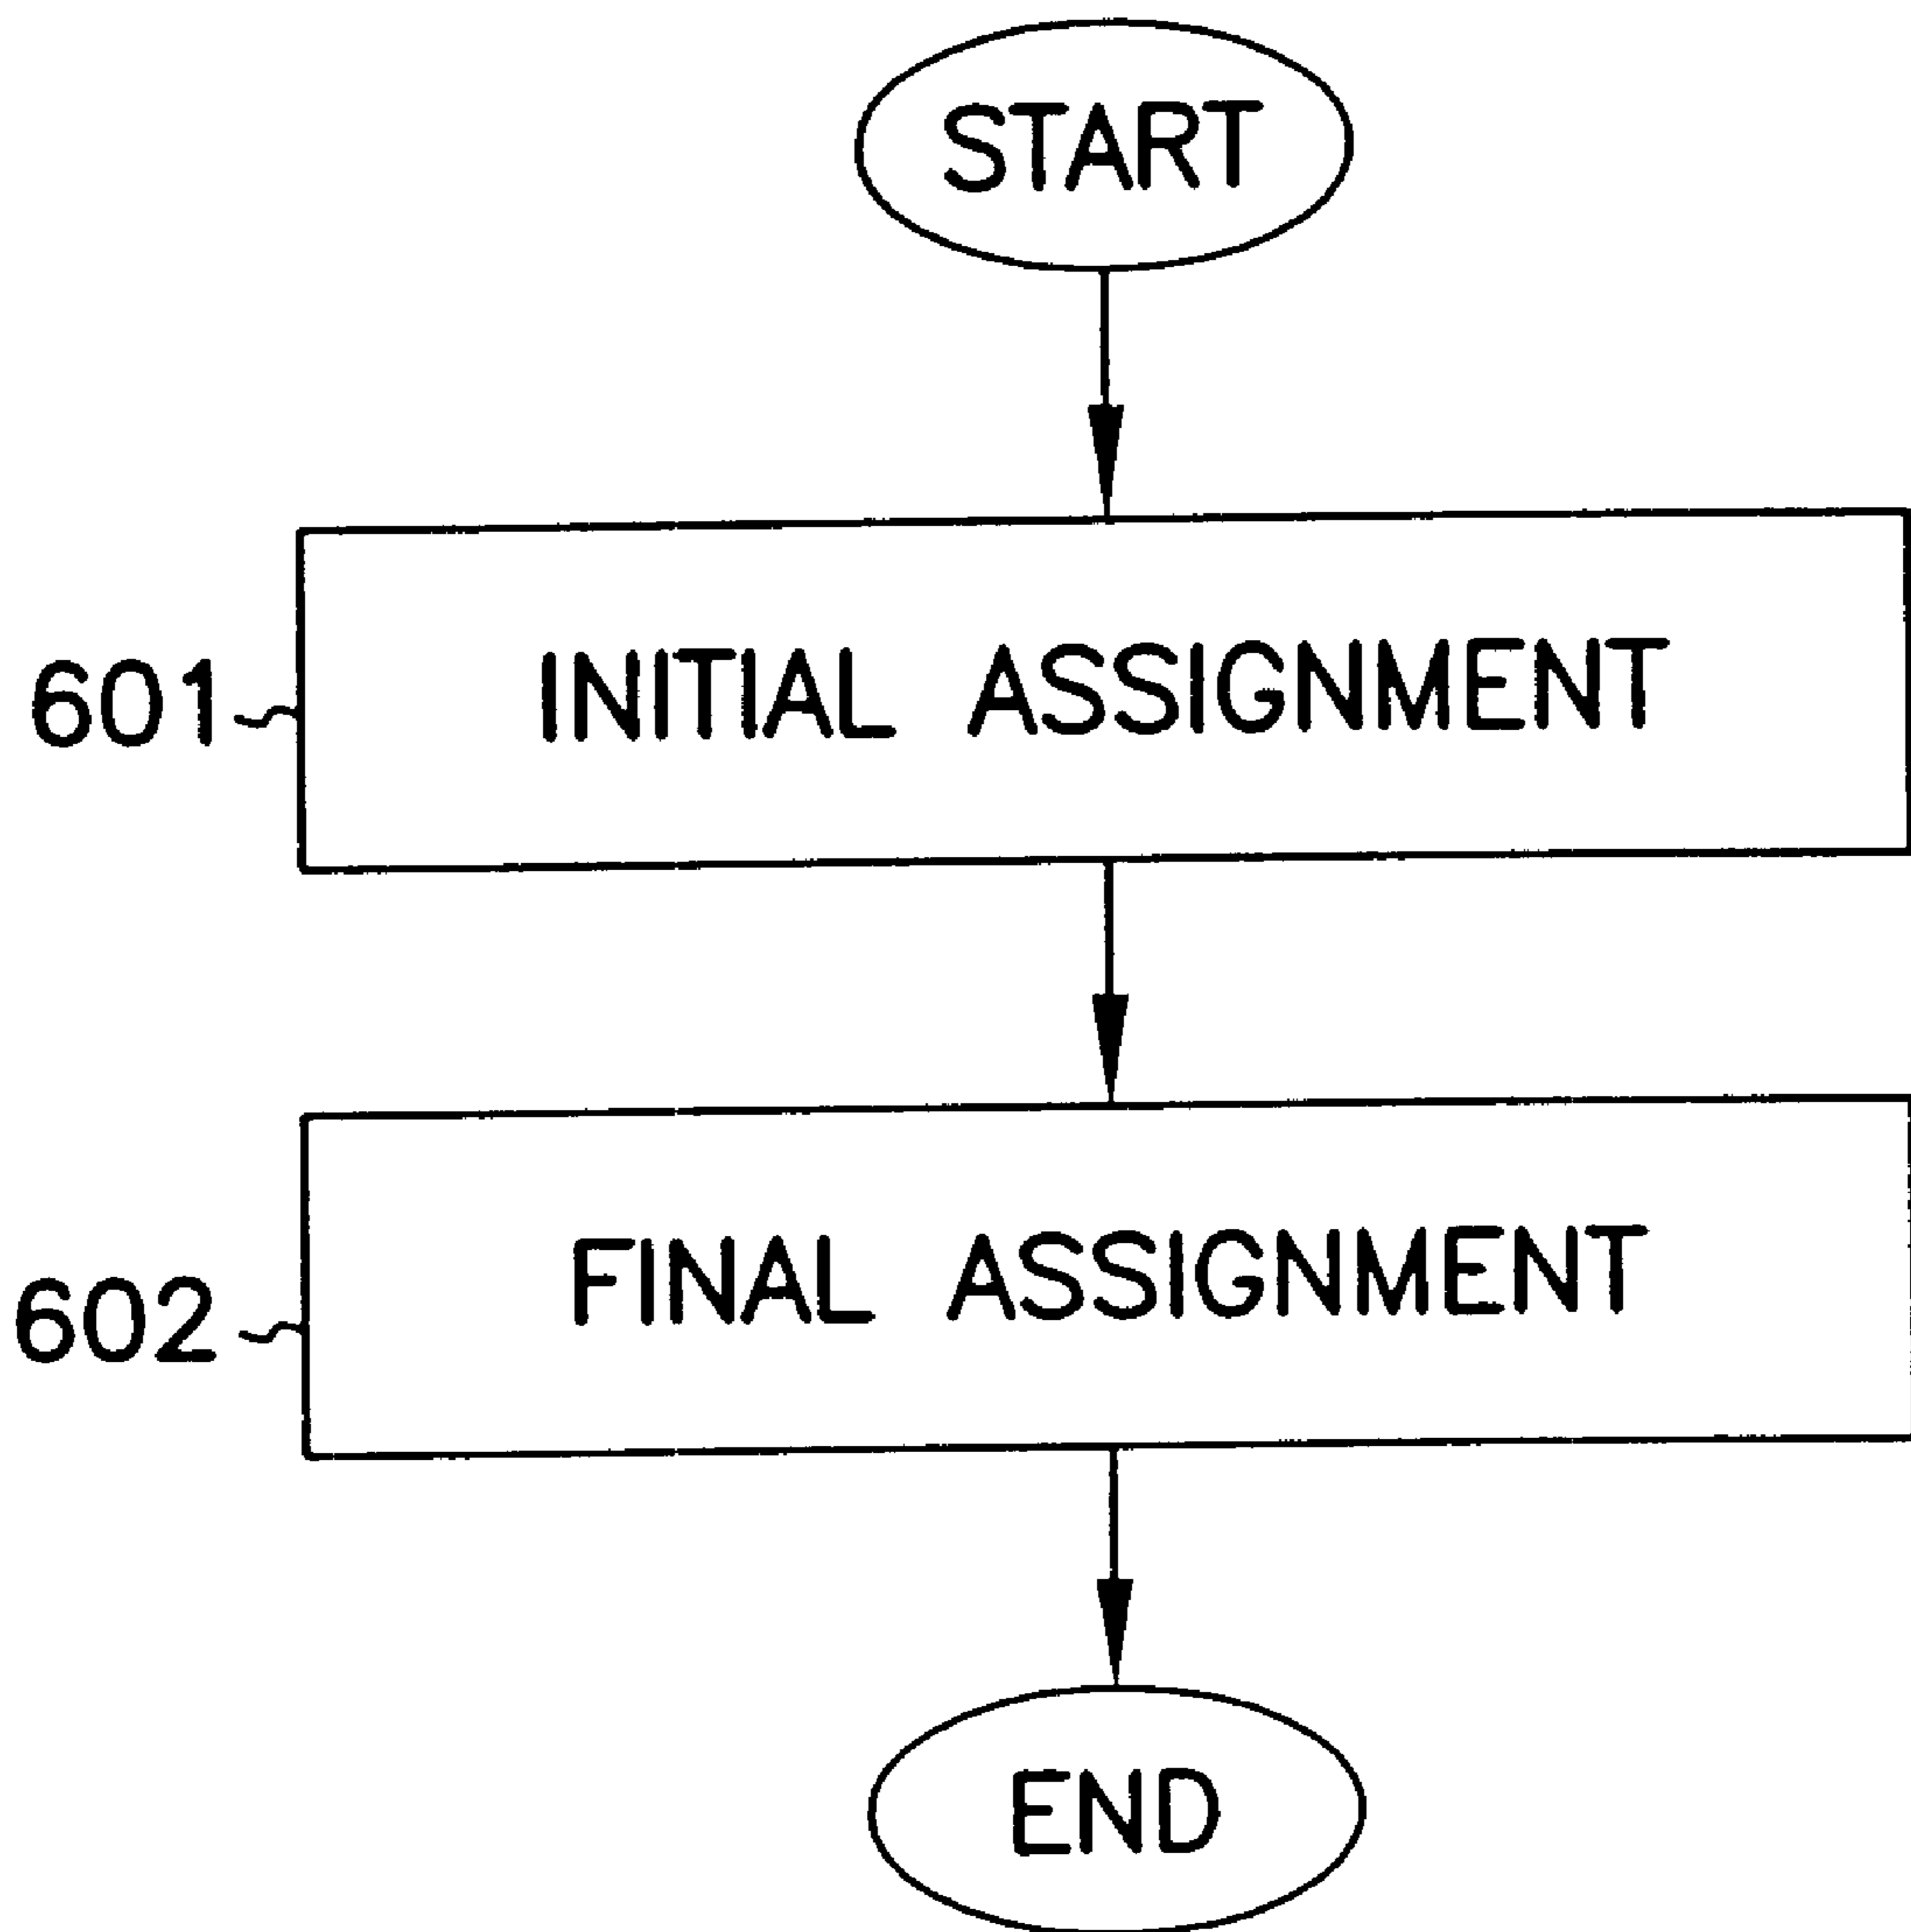 START
601 INITIAL ASSIGNMENT
602 FINAL ASSIGNMENT
END